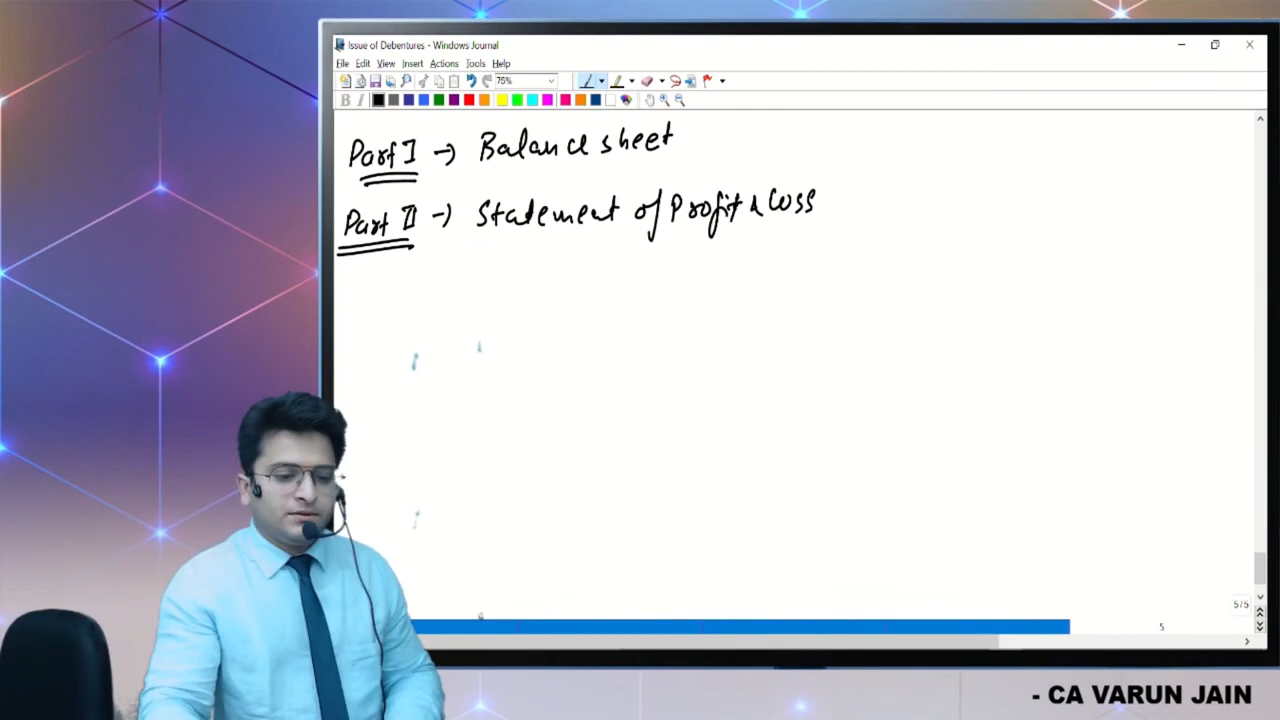 Issue of Debentures - Windows Journal
File Edit View Insert Actions Tools Help
75%
B I
Part I → Balance sheet
Part II → Statement of Profit & Loss
5/5
5
- CA VARUN JAIN